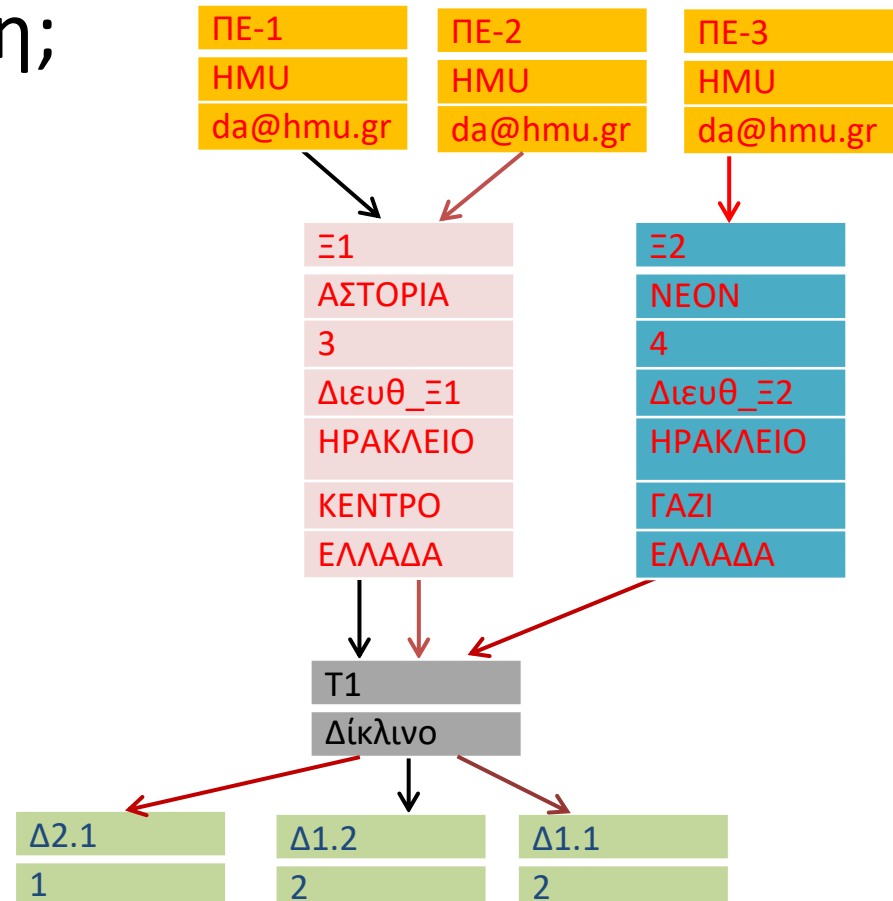 η;
ΠΕ-1
HMU
da@hmu.gr
ΠΕ-2
HMU
da@hmu.gr
ΠΕ-3
HMU
da@hmu.gr
Ξ1
ΑΣΤΟΡΙΑ
3
Διευθ_Ξ1
ΗΡΑΚΛΕΙΟ
ΚΕΝΤΡΟ
ΕΛΛΑΔΑ
Ξ2
ΝΕΟΝ
4
Διευθ_Ξ2
ΗΡΑΚΛΕΙΟ
ΓΑΖΙ
ΕΛΛΑΔΑ
Τ1
Δίκλινο
Δ2.1
1
Δ1.2
2
Δ1.1
2